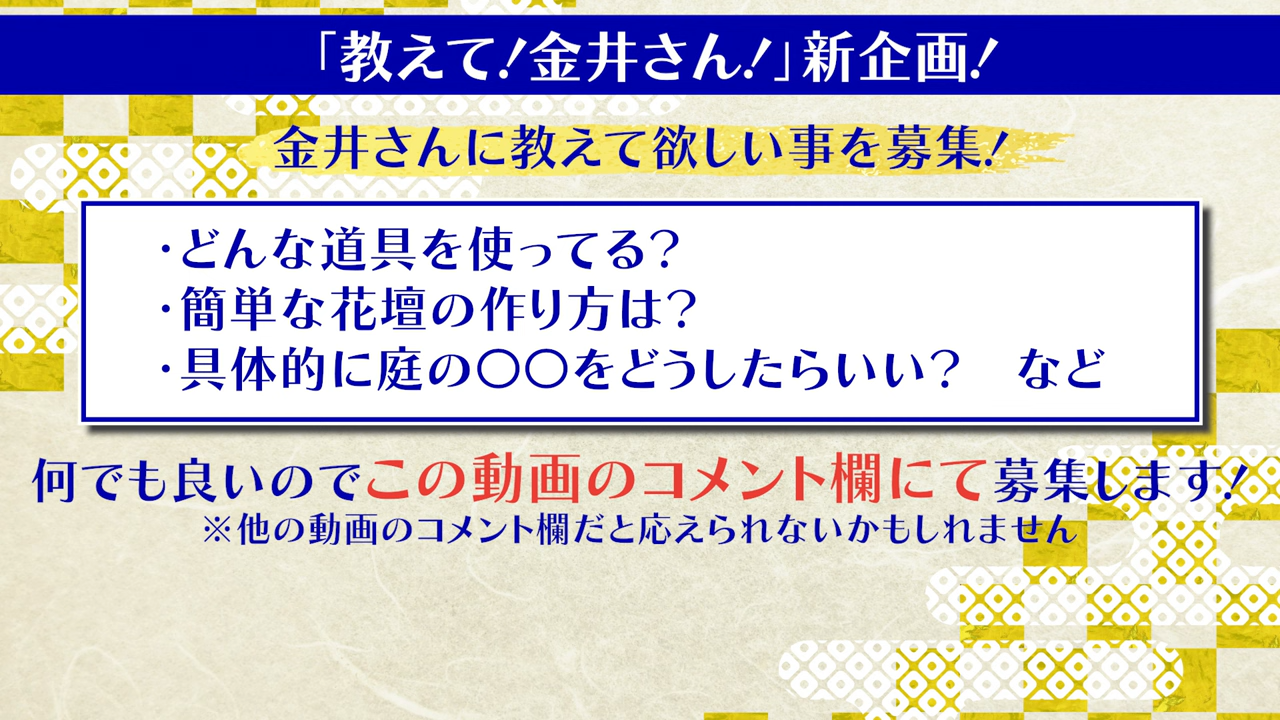 「教えて！金井さん！」新企画！
金井さんに教えて欲しい事を募集！
・どんな道具を使ってる？
・簡単な花壇の作り方は？
・具体的に庭の〇〇をどうしたらいい？　など
何でも良いのでこの動画のコメント欄にて募集します！
※他の動画のコメント欄だと応えられないかもしれません